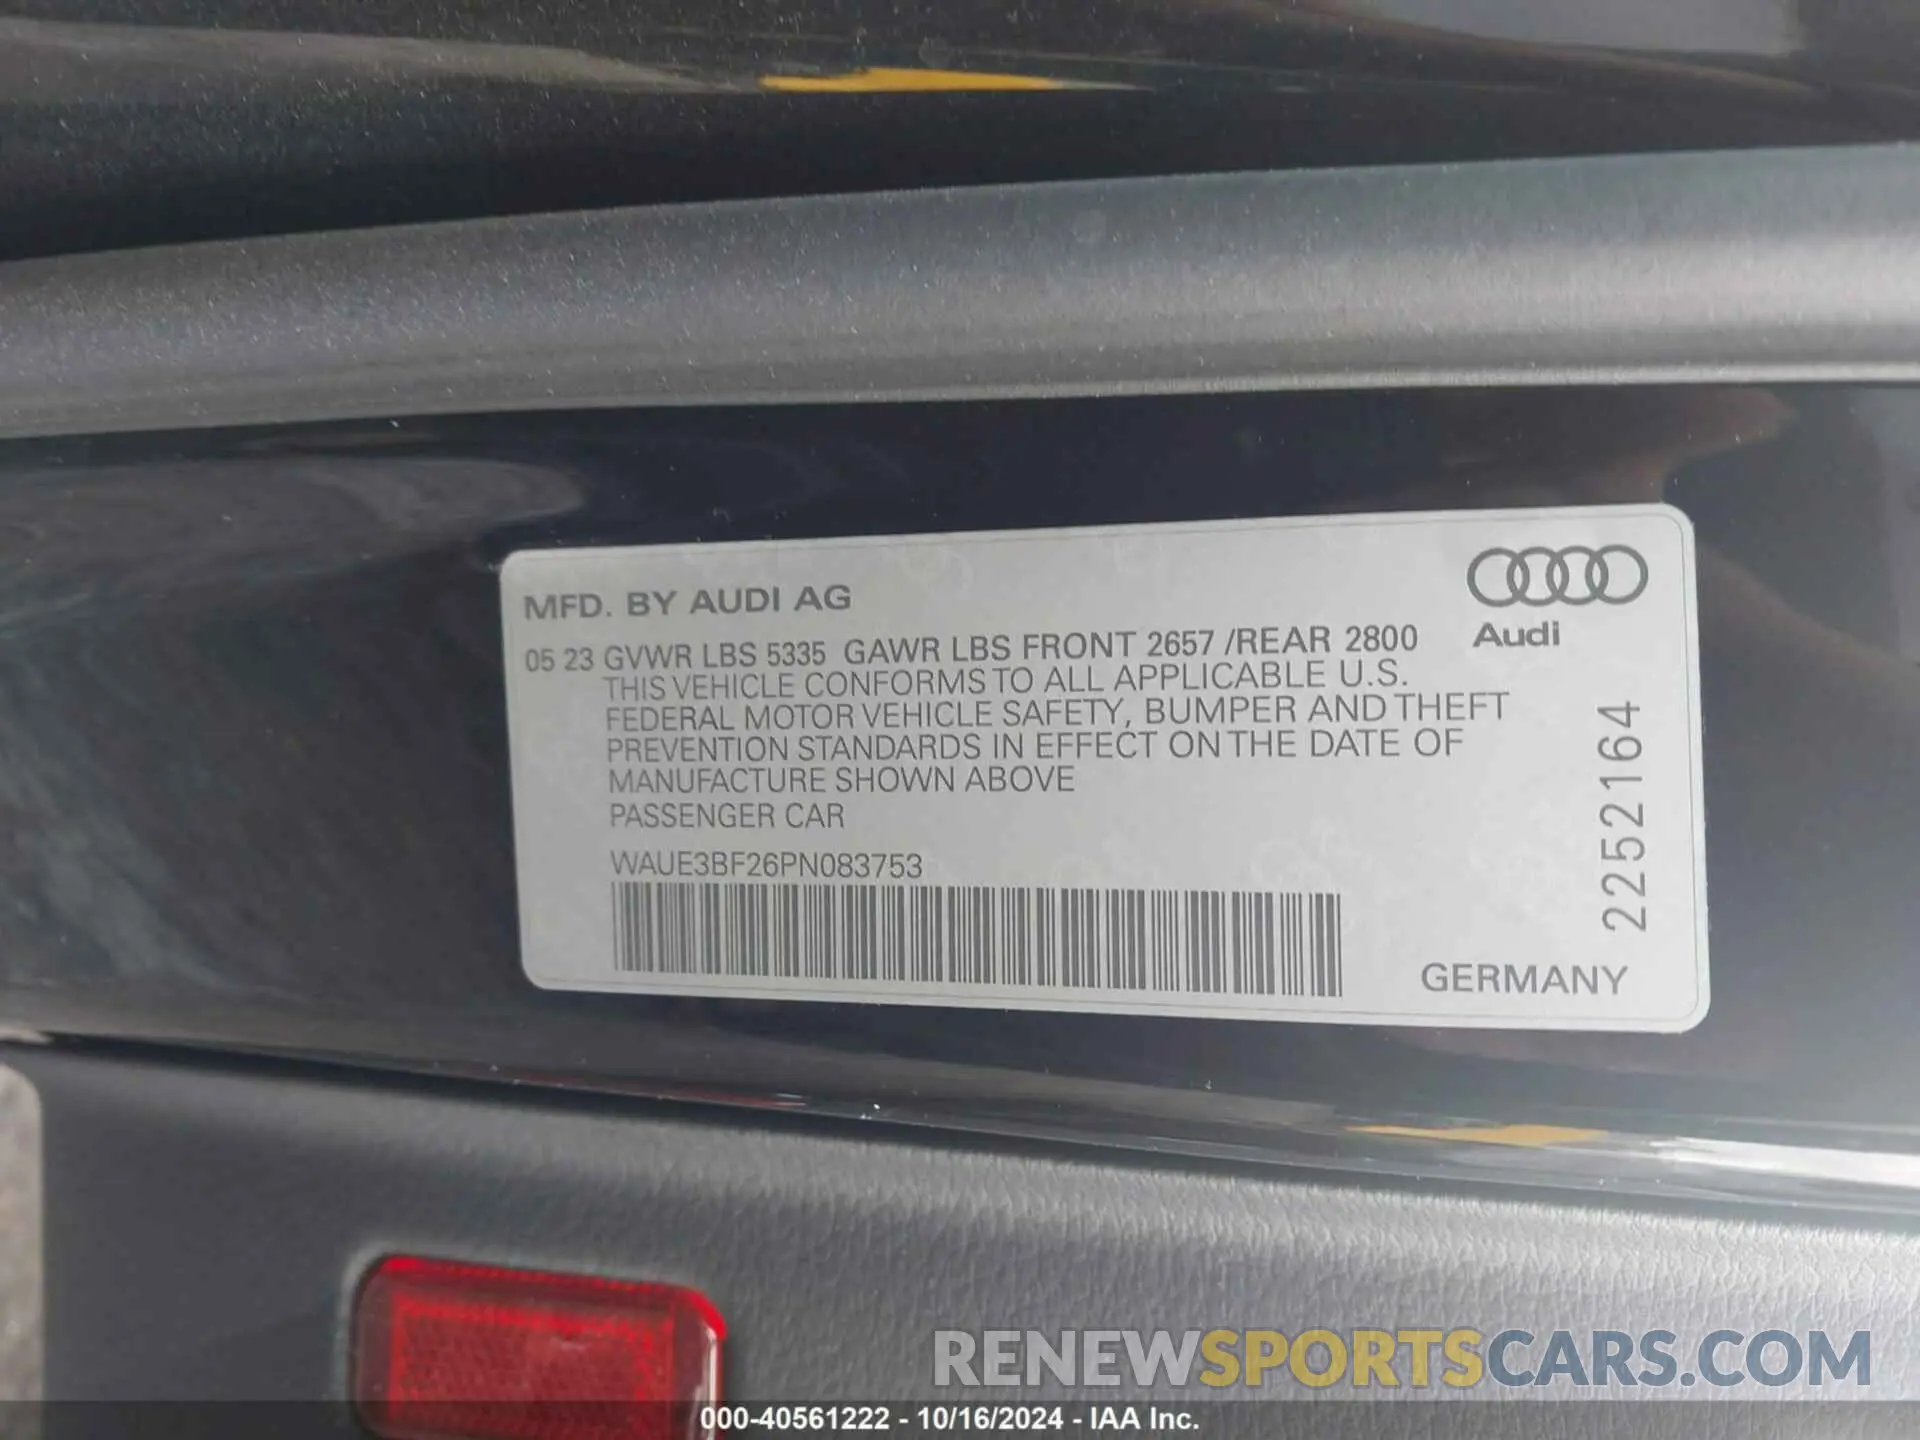 MFD. BY AUDI AG
Audi
05 23 GVWR LBS 5335 GAWR LBS FRONT 2657 /REAR 2800
THIS VEHICLE CONFORMS TO ALL APPLICABLE U.S.
FEDERAL MOTOR VEHICLE SAFETY, BUMPER AND THEFT
PREVENTION STANDARDS IN EFFECT ON THE DATE OF
MANUFACTURE SHOWN ABOVE
PASSENGER CAR
WAUE3BF26PN083753
2252164
GERMANY
RENEWSPORTSCARS.COM
000-40561222 - 10/16/2024 - IAA Inc.